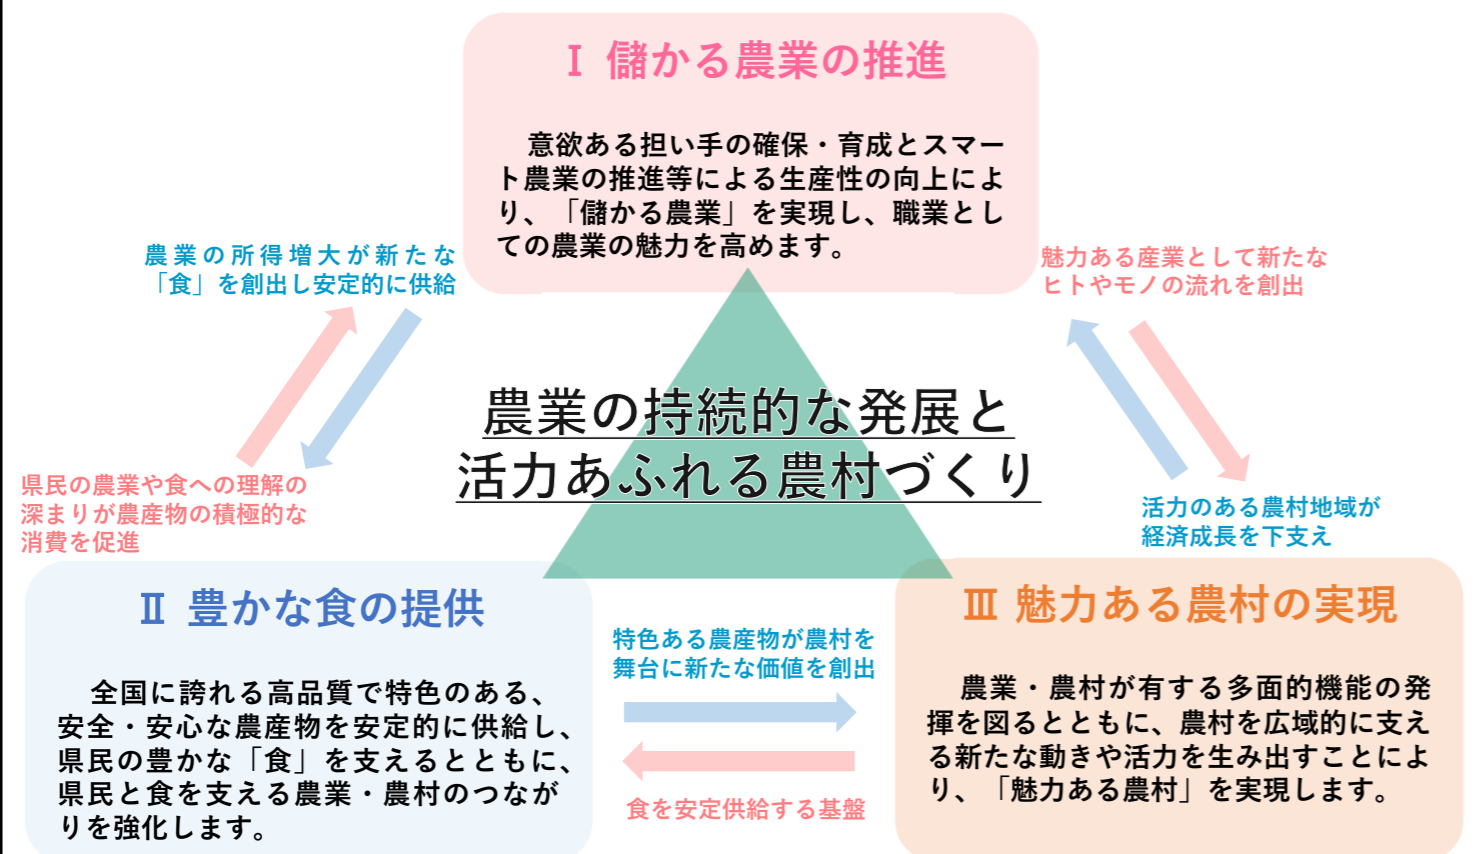 Ⅰ 儲かる農業の推進
意欲ある担い手の確保・育成とスマー
ト農業の推進等による生産性の向上によ
り、「儲かる農業」を実現し、職業とし
ての農業の魅力を高めます。
農業の所得増大が新たな
「食」を創出し安定的に供給
魅力ある産業として新たな
ヒトやモノの流れを創出
農業の持続的な発展と
活力あふれる農村づくり
県民の農業や食への理解の
深まりが農産物の積極的な
消費を促進
活力のある農村地域が
経済成長を下支え
Ⅱ 豊かな食の提供
全国に誇れる高品質で特色のある、
安全・安心な農産物を安定的に供給し、
県民の豊かな「食」を支えるとともに、
県民と食を支える農業・農村のつなが
りを強化します。
特色ある農産物が農村を
舞台に新たな価値を創出
食を安定供給する基盤
Ⅲ 魅力ある農村の実現
農業・農村が有する多面的機能の発
揮を図るとともに、農村を広域的に支え
る新たな動きや活力を生み出すことによ
り、「魅力ある農村」を実現します。